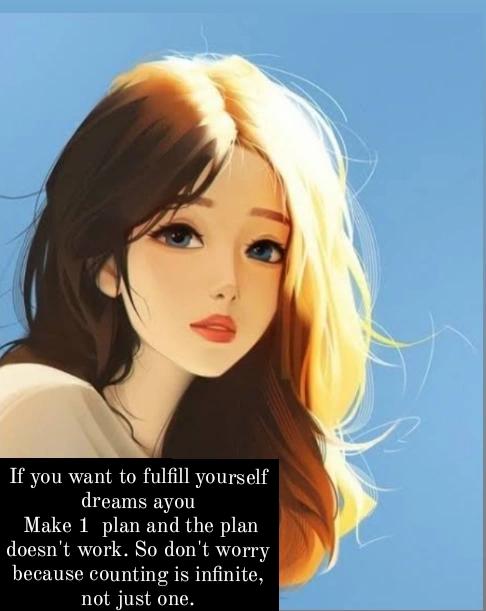 If you want to fulfill yourself
dreams ayou
Make 1 plan and the plan
doesn't work. So don't worry
because counting is infinite,
not just one.